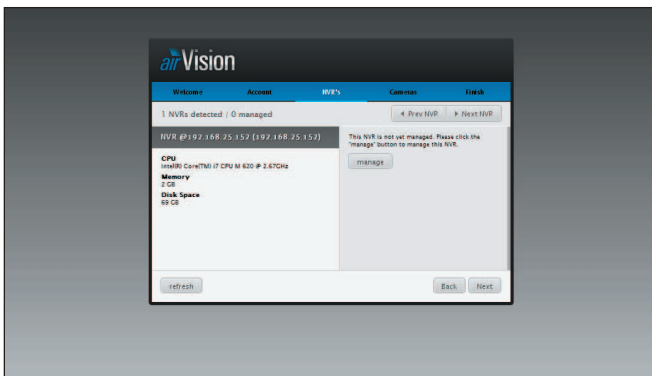 airVision
Welcome Account NVR's Cameras Finish
1 NVRs detected / 0 managed Prev NVR Next NVR
NVR @192.168.25.152 (192.168.25.152)
This NVR is not yet managed. Please click the
"manage" button to manage this NVR.
manage
CPU
Intel(R) Core(TM) i7 CPU M 620 @ 2.67GHz
Memory
2 GB
Disk Space
69 GB
refresh Back Next